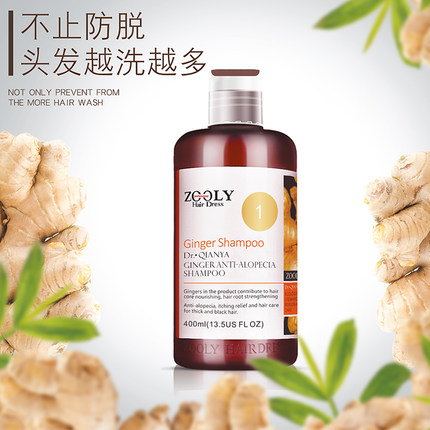 不止防脱
头发越洗越多
NOT ONLY PREVENT FROM
THE MORE HAIR WASH
ZOOLY
Hair Dress
1
Ginger Shampoo
Dr.·QIANYA
GINGER ANTI-ALOPECIA
SHAMPOO
Gingers in the product contribute to hair
core nourishing, hair root strengthening
Anti-alopecia, itching relief and hair care
for thick and black hair.
400ml(13.5US FL OZ)
ZOOLY HAIRDRE